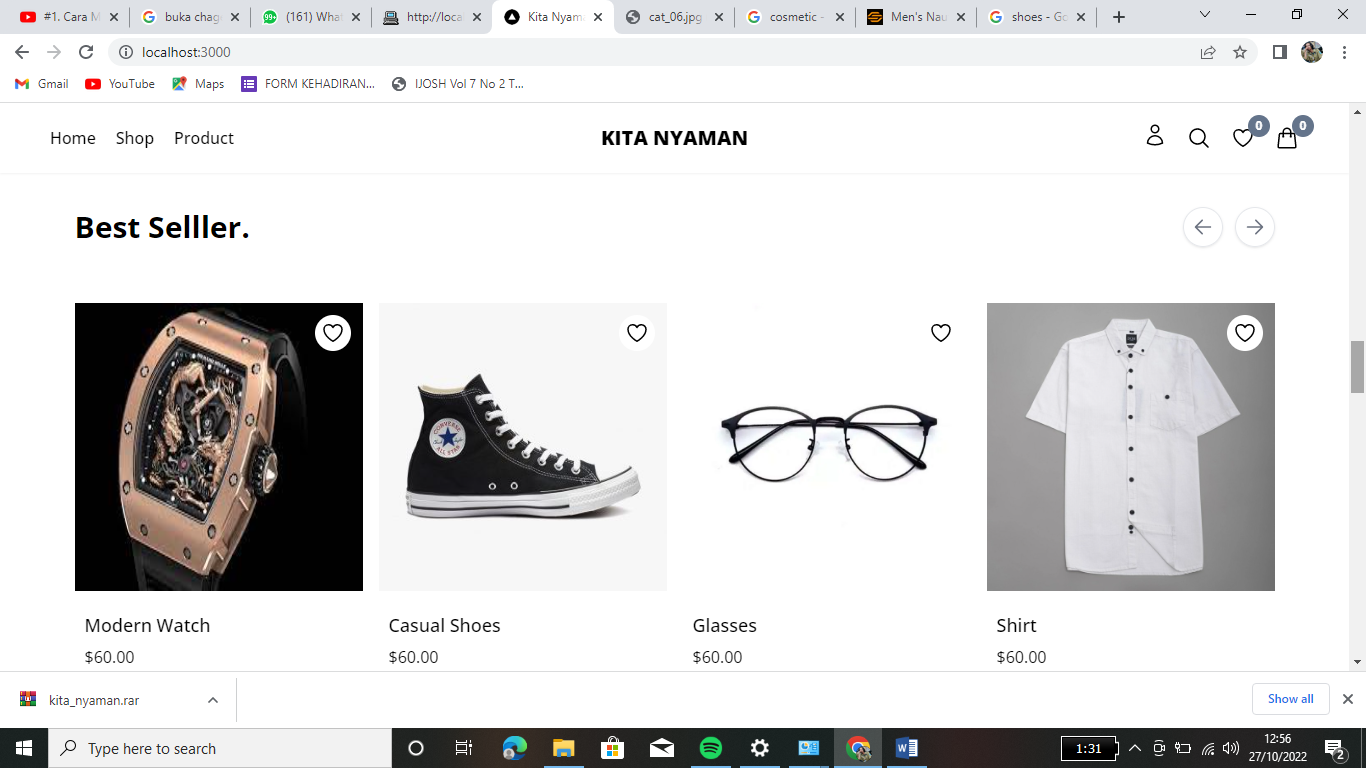 #1. Cara M
buka chag
99+
(161) What
http://loca
Kita Nyam
cat_06.jpg
cosmetic -
Men's Nau
shoes - Go
localhost:3000
Gmail
YouTube
Maps
FORM KEHADIRAN...
IJOSH Vol 7 No 2 T...
Home Shop Product
KITA NYAMAN
0
0
Best Selller.
CONVERSE
ALL STAR
Modern Watch
Casual Shoes
Glasses
Shirt
$60.00
$60.00
$60.00
$60.00
kita_nyaman.rar
Show all
Type here to search
1:31
12:56
27/10/2022
2